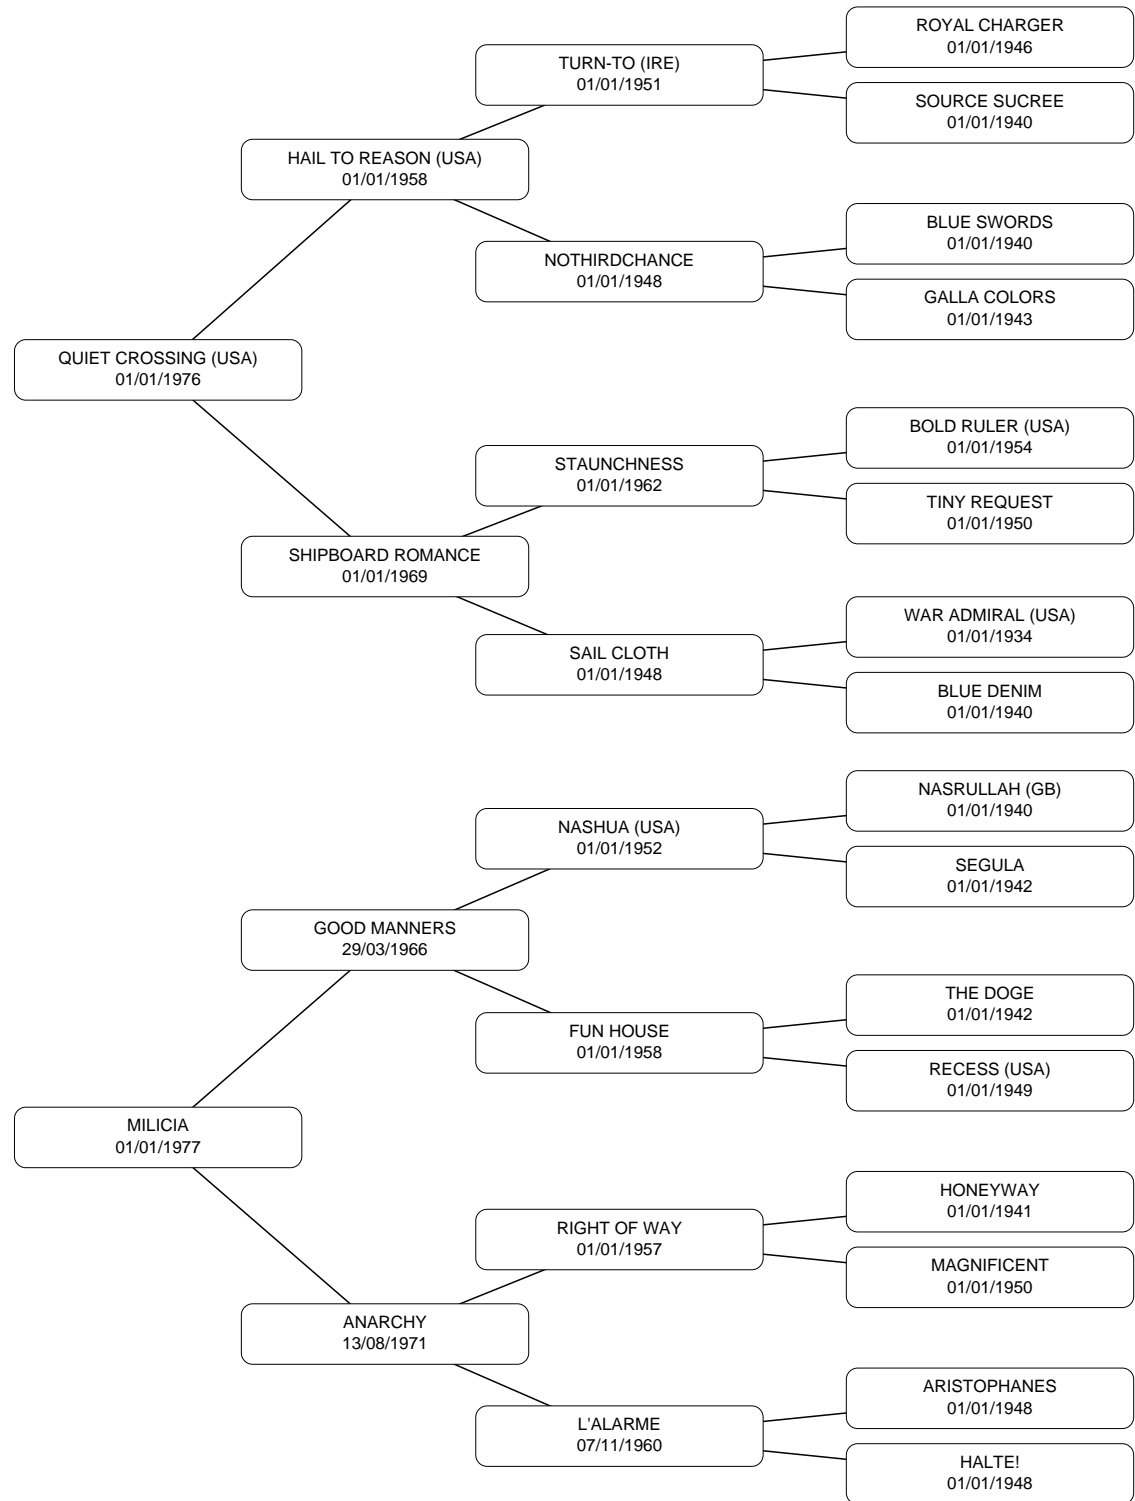 ROYAL CHARGER
01/01/1946
TURN-TO (IRE)
01/01/1951
SOURCE SUCREE
01/01/1940
HAIL TO REASON (USA)
01/01/1958
BLUE SWORDS
01/01/1940
NOTHIRDCHANCE
01/01/1948
GALLA COLORS
01/01/1943
QUIET CROSSING (USA)
01/01/1976
BOLD RULER (USA)
01/01/1954
STAUNCHNESS
01/01/1962
TINY REQUEST
01/01/1950
SHIPBOARD ROMANCE
01/01/1969
WAR ADMIRAL (USA)
01/01/1934
SAIL CLOTH
01/01/1948
BLUE DENIM
01/01/1940
NASRULLAH (GB)
01/01/1940
NASHUA (USA)
01/01/1952
SEGULA
01/01/1942
GOOD MANNERS
29/03/1966
THE DOGE
01/01/1942
FUN HOUSE
01/01/1958
RECESS (USA)
01/01/1949
MILICIA
01/01/1977
HONEYWAY
01/01/1941
RIGHT OF WAY
01/01/1957
MAGNIFICENT
01/01/1950
ANARCHY
13/08/1971
ARISTOPHANES
01/01/1948
L'ALARME
07/11/1960
HALTE!
01/01/1948